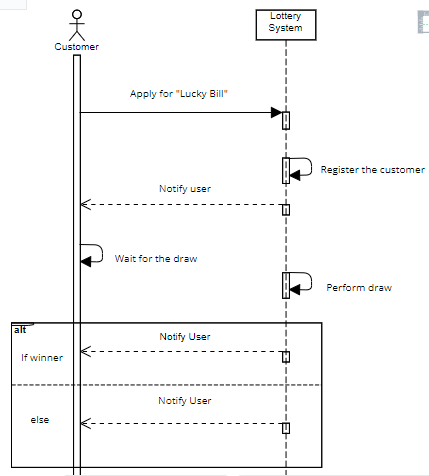 Lottery
System
Customer
Apply for "Lucky Bill"
Register the customer
Notify user
Wait for the draw
Perform draw
alt
Notify User
If winner
Notify User
else